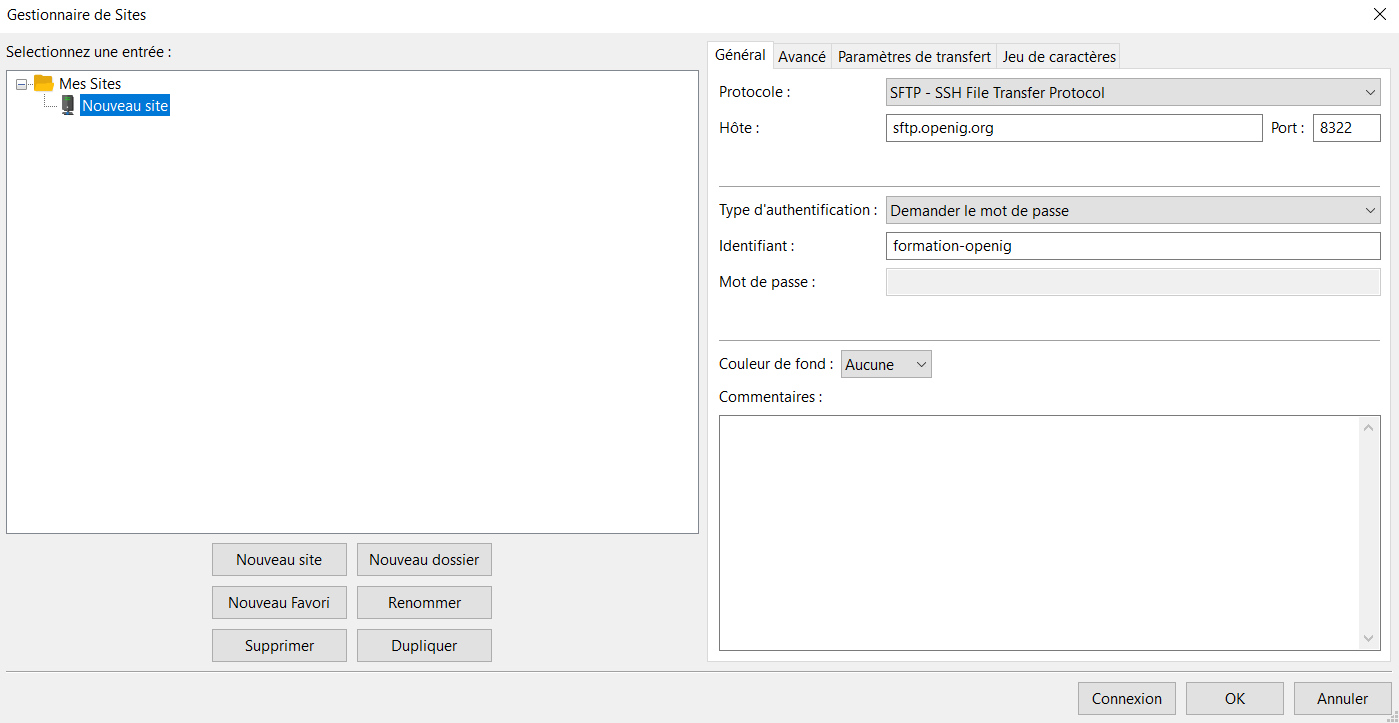 Gestionnaire de Sites
Selectionnez une entrée :
Mes Sites
Nouveau site
Nouveau site
Nouveau dossier
Nouveau Favori
Renommer
Supprimer
Dupliquer
Général
Avancé
Paramètres de transfert
Jeu de caractères
Protocole :
SFTP - SSH File Transfer Protocol
Hôte :
sftp.openig.org
Port :
8322
Type d'authentification :
Demander le mot de passe
Identifiant :
formation-openig
Mot de passe :
Couleur de fond :
Aucune
Commentaires :
Connexion
OK
Annuler